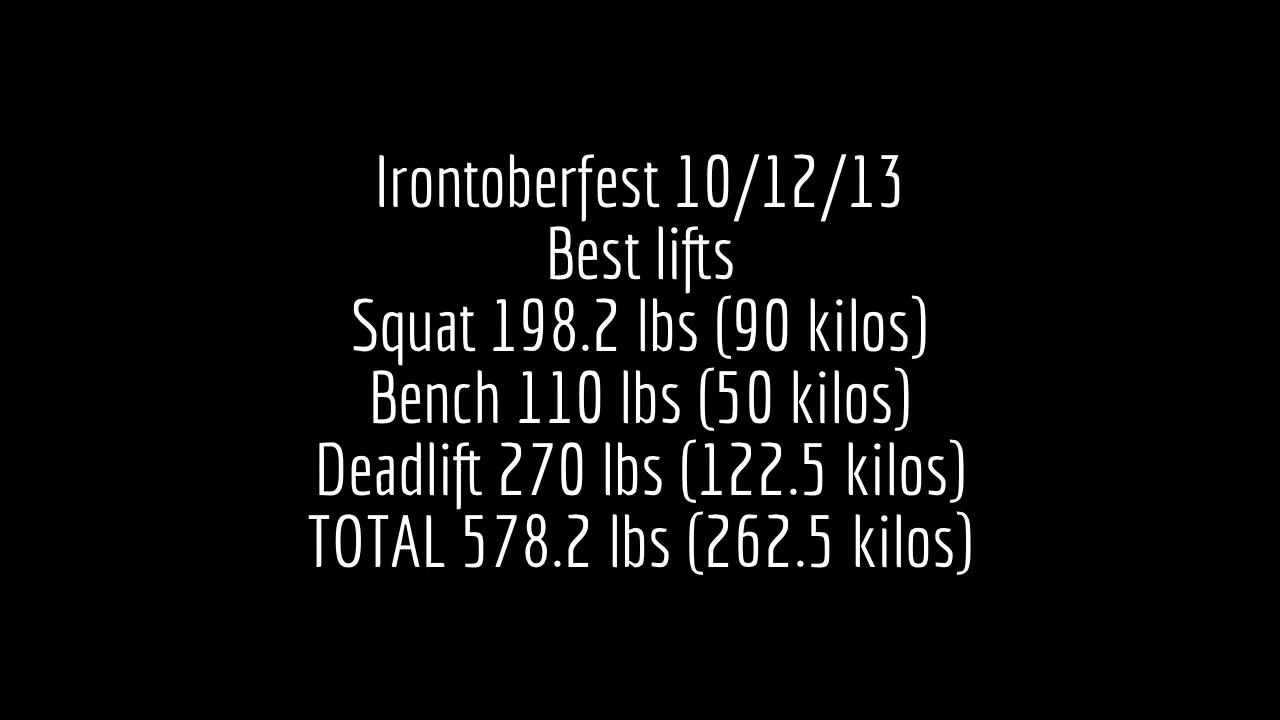 Irontoberfest 10/12/13
Best lifts
Squat 198.2 lbs (90 kilos)
Bench 110 lbs (50 kilos)
Deadlift 270 lbs (122.5 kilos)
TOTAL 578.2 lbs (262.5 kilos)